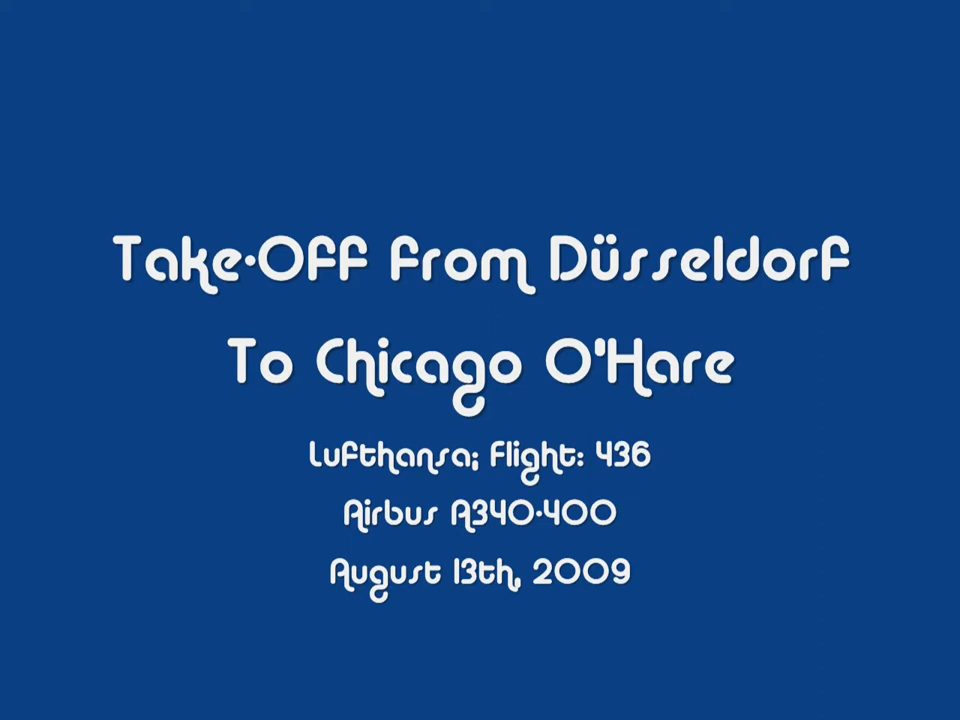 Take-Off from Düsseldorf
To Chicago O'Hare
Lufthansa; Flight: 436
Airbus A340-400
August 13th, 2009